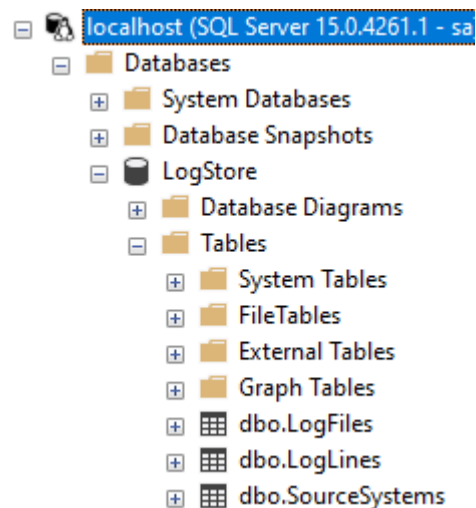 localhost (SQL Server 15.0.4261.1 - sa)
Databases
System Databases
Database Snapshots
LogStore
Database Diagrams
Tables
System Tables
FileTables
External Tables
Graph Tables
dbo.LogFiles
dbo.LogLines
dbo.SourceSystems